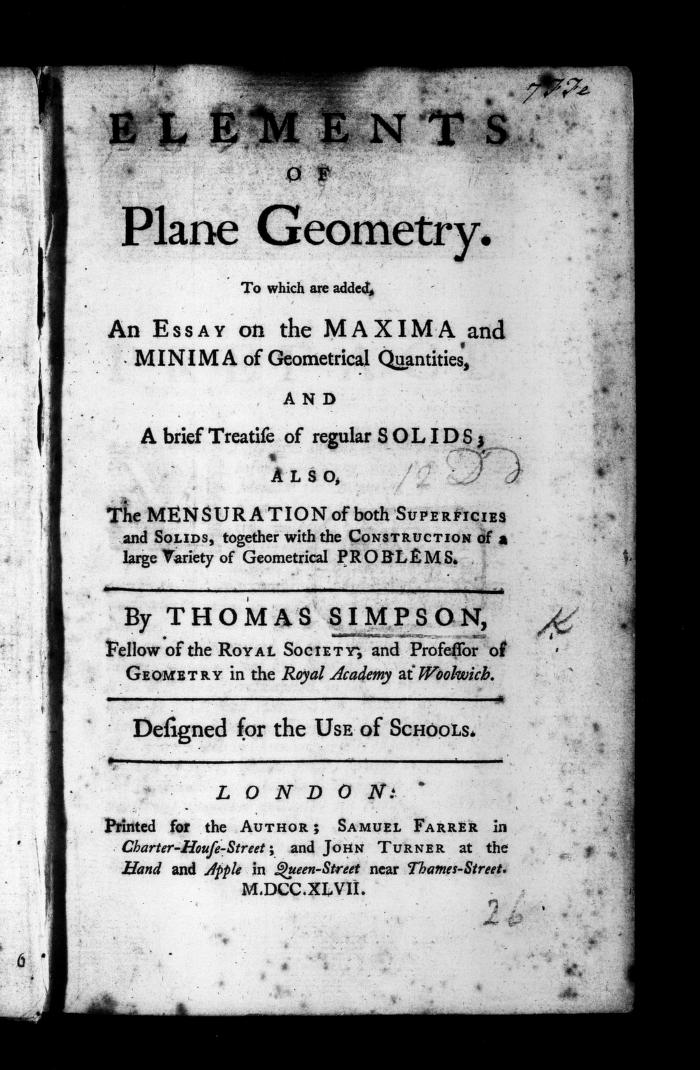 ELEMENTS
OF
Plane Geometry.
To which are added,
An ESSAY on the MAXIMA and
MINIMA of Geometrical Quantities,
AND
A brief Treatiſe of regular SOLIDS;
ALSO,
12
The MENSURATION of both SUPERFICIES
and SOLIDS, together with the CONSTRUCTION of a
large Variety of Geometrical PROBLEMS.
By THOMAS SIMPSON,
K
Fellow of the ROYAL SOCIETY; and Profeſſor of
GEOMETRY in the Royal Academy at Woolwich.
Deſigned for the USE of SCHOOLS.
LONDON:
Printed for the AUTHOR; SAMUEL FARRER in
Charter-Houſe-Street; and JOHN TURNER at the
Hand and Apple in Queen-Street near Thames-Street.
M.DCC.XLVII.
26
6